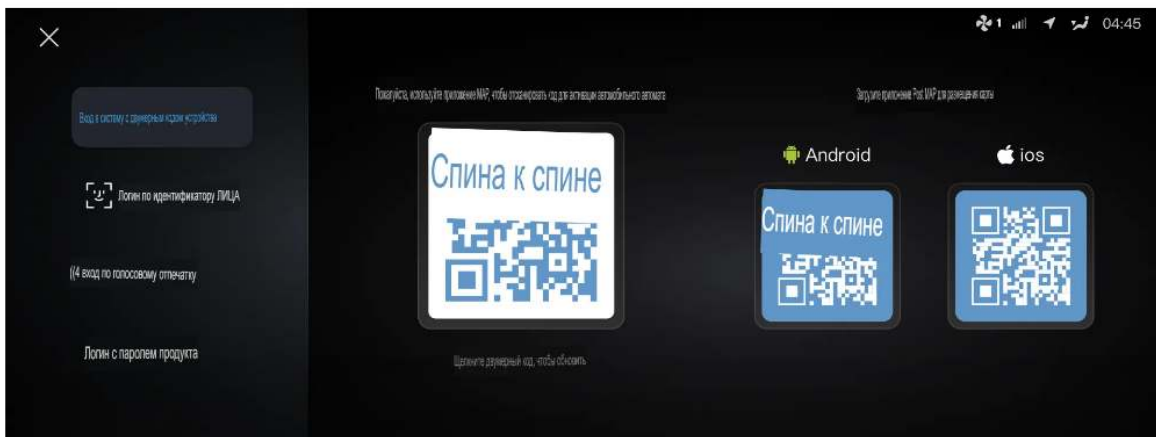 1 04:45
Вход в систему с двумерным кодом устройства
Логин по идентификатору ЛИЦА
((4 вход по голосовому отпечатку
Логин с паролем продукта
Пожалуйста, используйте приложение MAP, чтобы отсканировать код для активации автомобильного автомата
Спина к спине
Щелкните двумерный код, чтобы обновить
Загрузите приложение Post MAP для размещения карты
Android
ios
Спина к спине